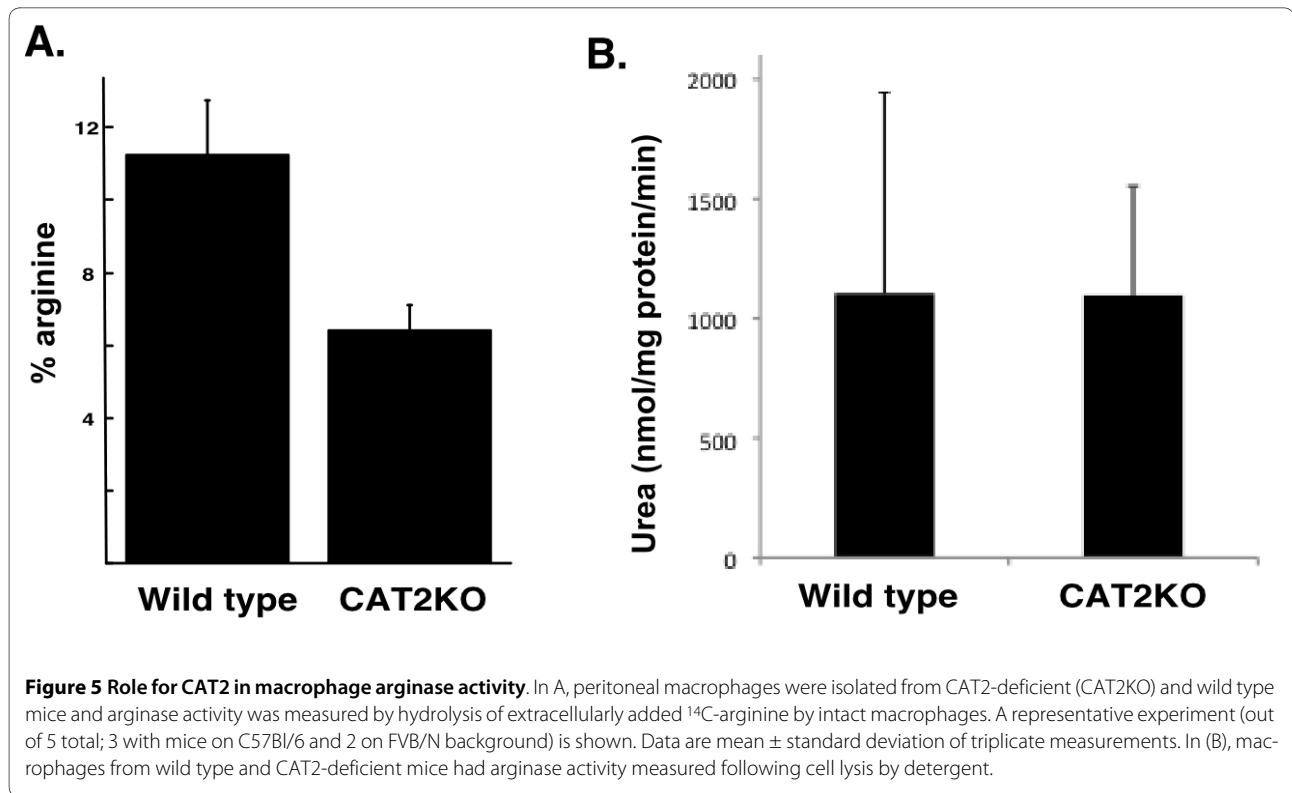 A.
12
8
4
% arginine
Wild type
CAT2KO
B.
2000
1500
1000
500
0
Urea (nmol/mg protein/min)
Wild type
CAT2KO
Figure 5 Role for CAT2 in macrophage arginase activity. In A, peritoneal macrophages were isolated from CAT2-deficient (CAT2KO) and wild type
mice and arginase activity was measured by hydrolysis of extracellularly added ¹⁴C-arginine by intact macrophages. A representative experiment (out
of 5 total; 3 with mice on C57Bl/6 and 2 on FVB/N background) is shown. Data are mean ± standard deviation of triplicate measurements. In (B), mac-
rophages from wild type and CAT2-deficient mice had arginase activity measured following cell lysis by detergent.